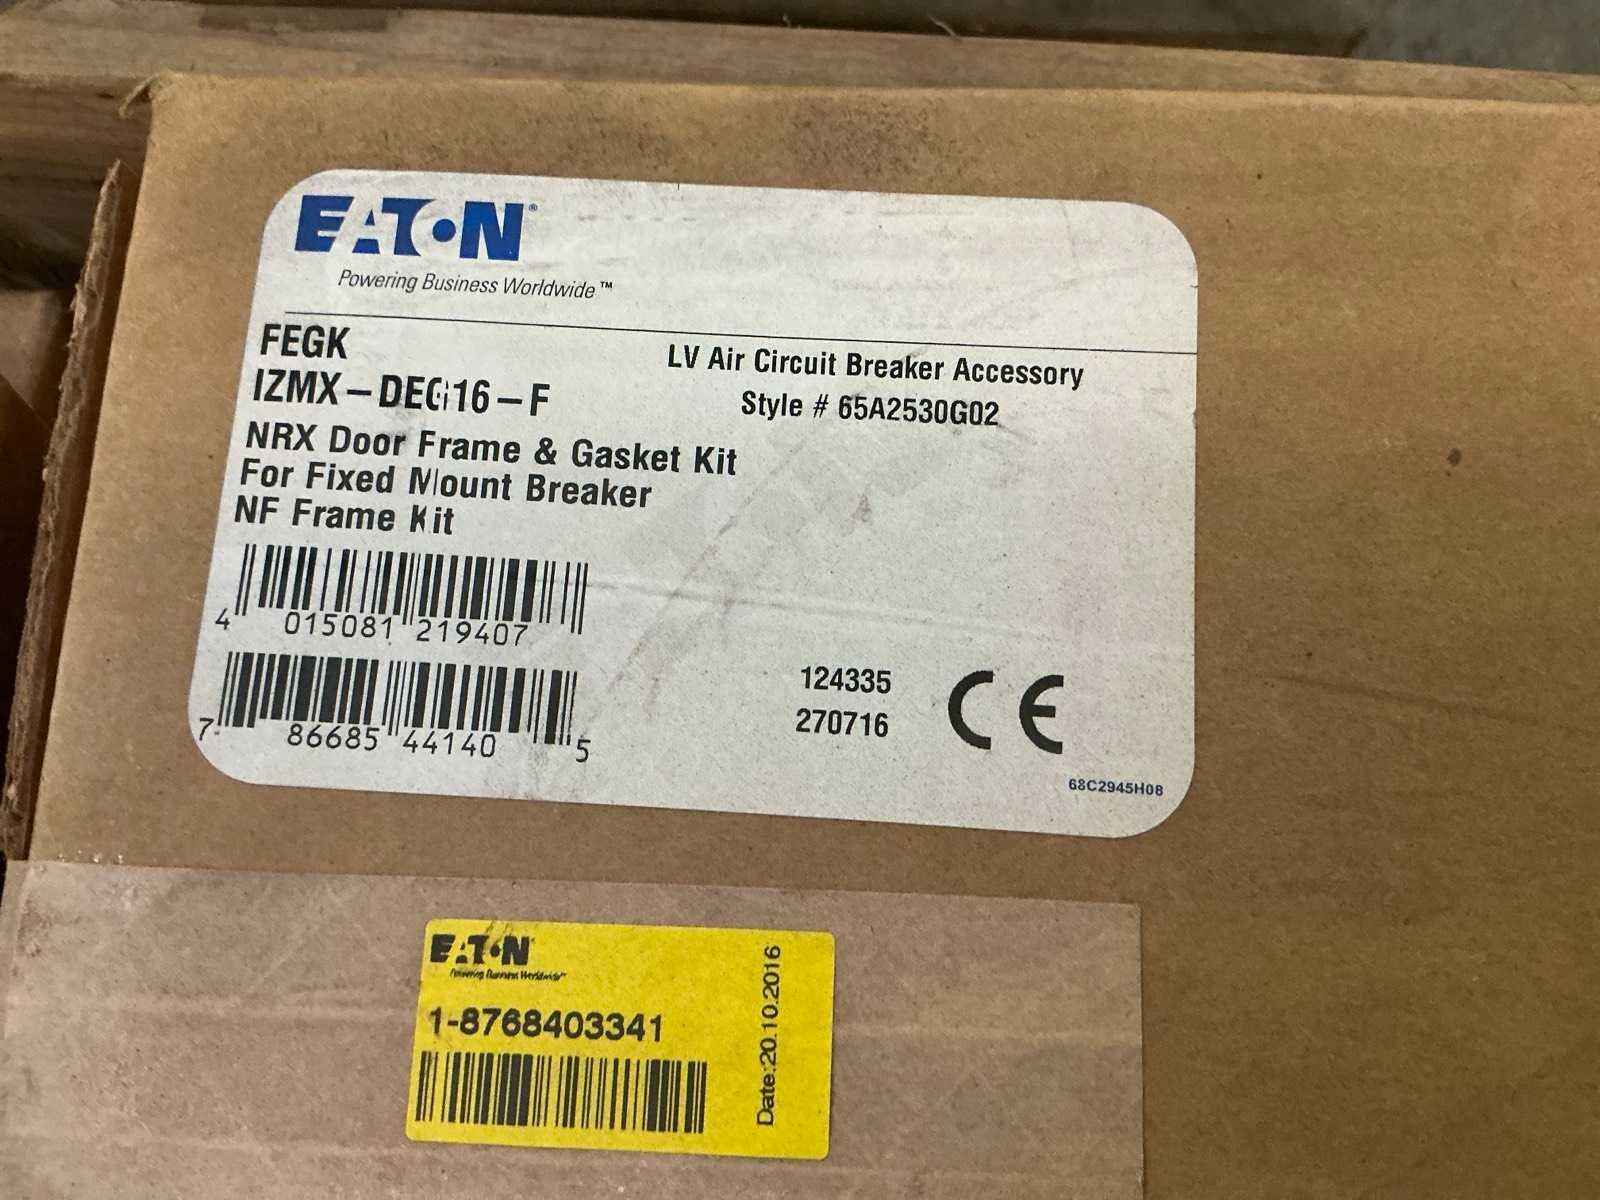 EATON®
Powering Business Worldwide™
FEGK
LV Air Circuit Breaker Accessory
IZMX-DEG16-F
Style # 65A2530G02
NRX Door Frame & Gasket Kit
For Fixed Mount Breaker
NF Frame Kit
4 015081 219407
7 86685 44140 5
124335
270716
CE
68C2945H08
EATON
Powering Business Worldwide™
1-8768403341
Date:20.10.2016